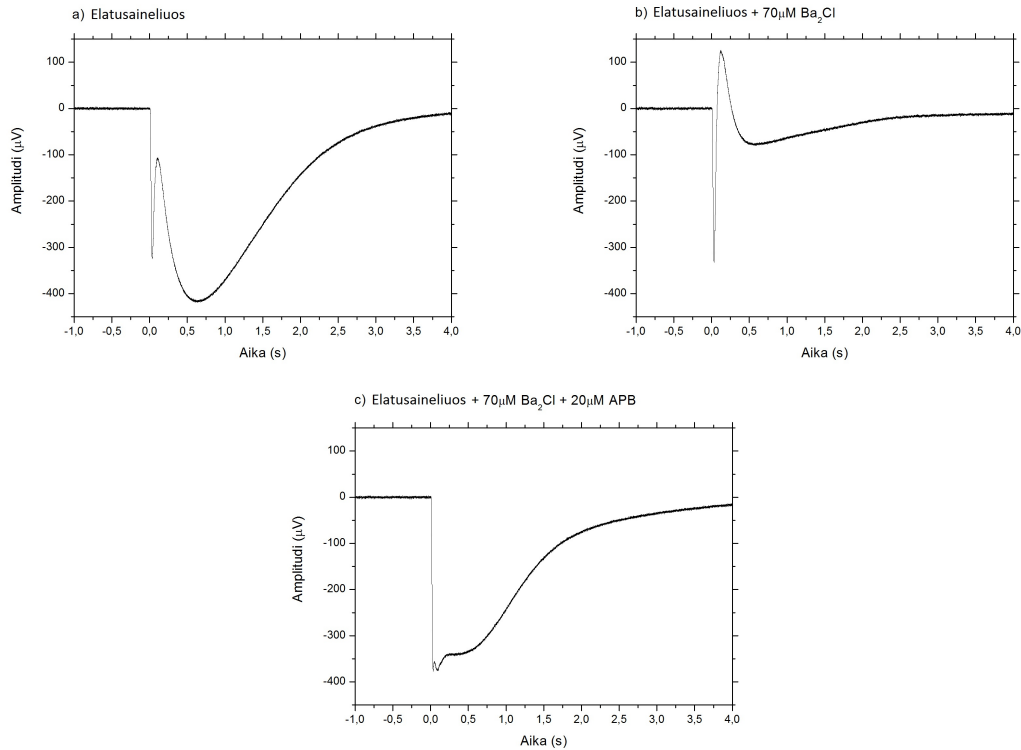 a) Elatusaineliuos
100
0
-100
-200
-300
-400
-1,0 -0,5 0,0 0,5 1,0 1,5 2,0 2,5 3,0 3,5 4,0
Aika (s)
Amplitudi (μV)
b) Elatusaineliuos + 70μM Ba₂Cl
100
0
-100
-200
-300
-400
-1,0 -0,5 0,0 0,5 1,0 1,5 2,0 2,5 3,0 3,5 4,0
Aika (s)
Amplitudi (μV)
c) Elatusaineliuos + 70μM Ba₂Cl + 20μM APB
100
0
-100
-200
-300
-400
-1,0 -0,5 0,0 0,5 1,0 1,5 2,0 2,5 3,0 3,5 4,0
Aika (s)
Amplitudi (μV)